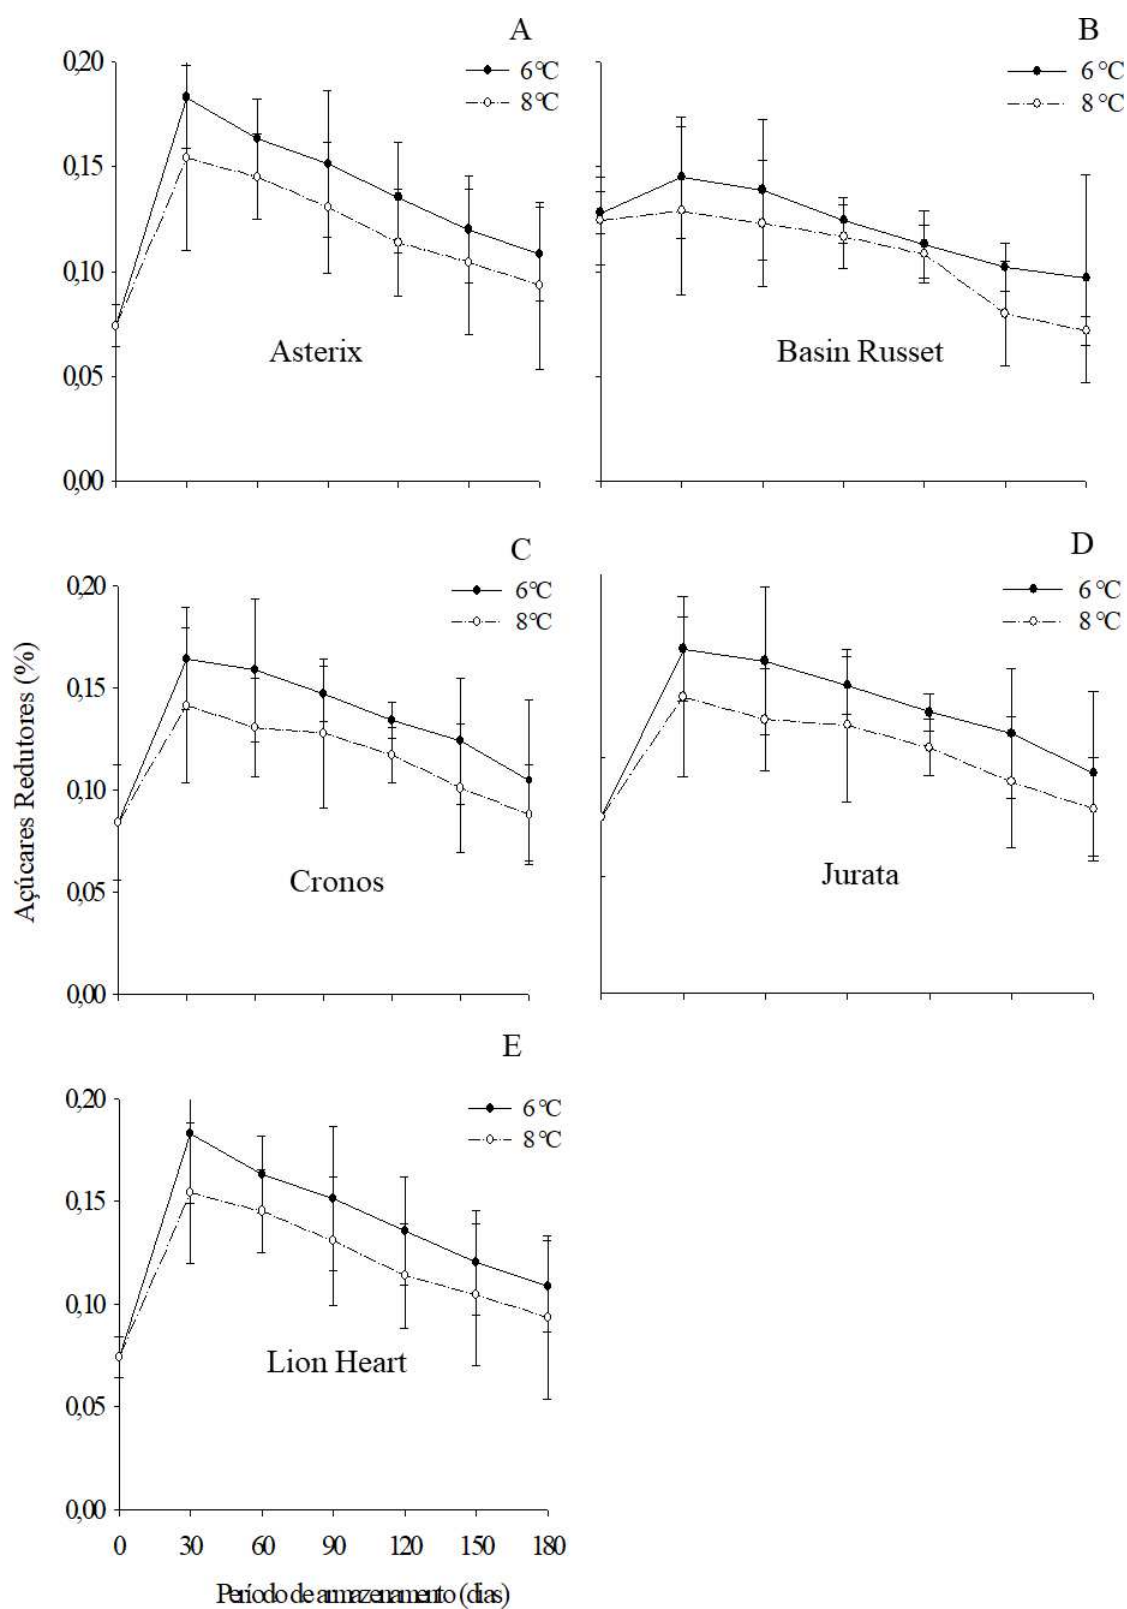 A
0,20
6°C
8°C
0,15
0,10
Asterix
0,05
0,00
B
6°C
8°C
Basin Russet
C
0,20
6°C
8°C
0,15
0,10
Cronos
0,05
0,00
D
6°C
8°C
Jurata
Açúcares Redutores (%)
E
0,20
6°C
8°C
0,15
0,10
Lion Heart
0,05
0,00
0 30 60 90 120 150 180
Período de armazenamento (dias)